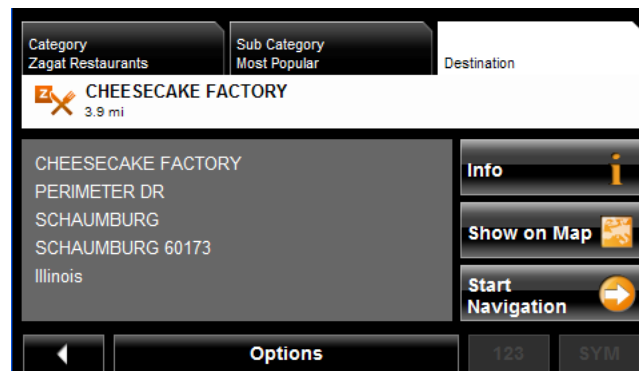 Category
Zagat Restaurants
Sub Category
Most Popular
Destination
Z
CHEESECAKE FACTORY
3.9 mi
CHEESECAKE FACTORY
PERIMETER DR
SCHAUMBURG
SCHAUMBURG 60173
Illinois
Info
i
Show on Map
Start
Navigation
Options
123
SYM